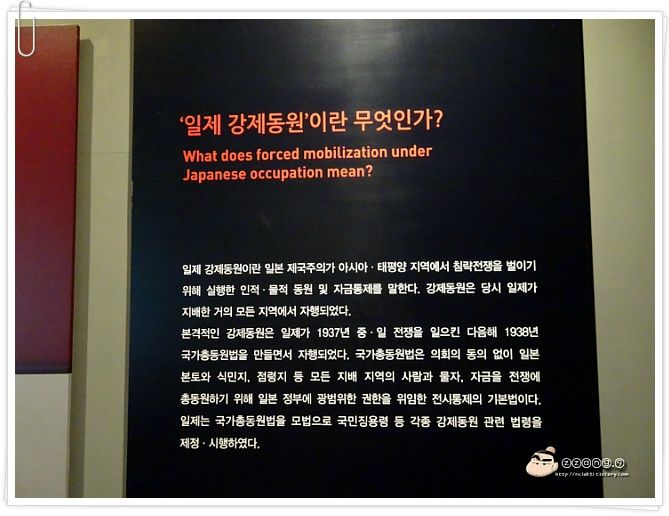 '일제 강제동원'이란 무엇인가?
What does forced mobilization under
Japanese occupation mean?
일제 강제동원이란 일본 제국주의가 아시아 · 태평양 지역에서 침략전쟁을 벌이기
위해 실행한 인적 · 물적 동원 및 자금통제를 말한다. 강제동원은 당시 일제가
지배한 거의 모든 지역에서 자행되었다.
본격적인 강제동원은 일제가 1937년 중 · 일 전쟁을 일으킨 다음해 1938년
국가총동원법을 만들면서 자행되었다. 국가총동원법은 의회의 동의 없이 일본
본토와 식민지, 점령지 등 모든 지배 지역의 사람과 물자, 자금을 전쟁에
총동원하기 위해 일본 정부에 광범위한 권한을 위임한 전시통제의 기본법이다.
일제는 국가총동원법을 모법으로 국민징용령 등 각종 강제동원 관련 법령을
제정 · 시행하였다.